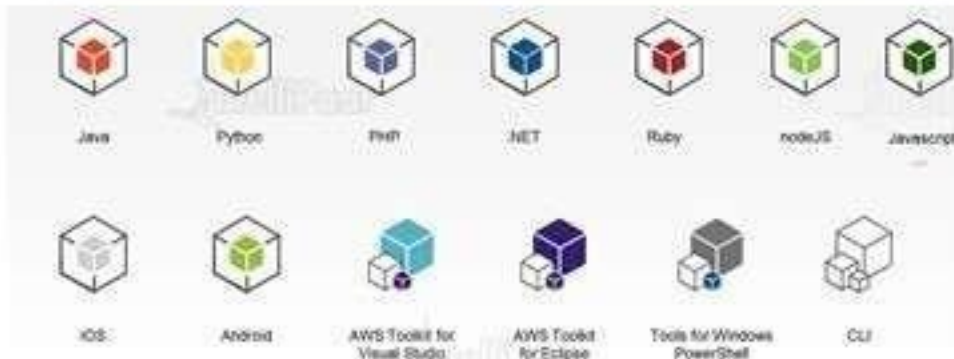 Java
Python
PHP
.NET
Ruby
nodeJS
Javascript
iOS
Android
AWS Toolkit for
Visual Studio
AWS Toolkit
for Eclipse
Tools for Windows
PowerShell
CLI